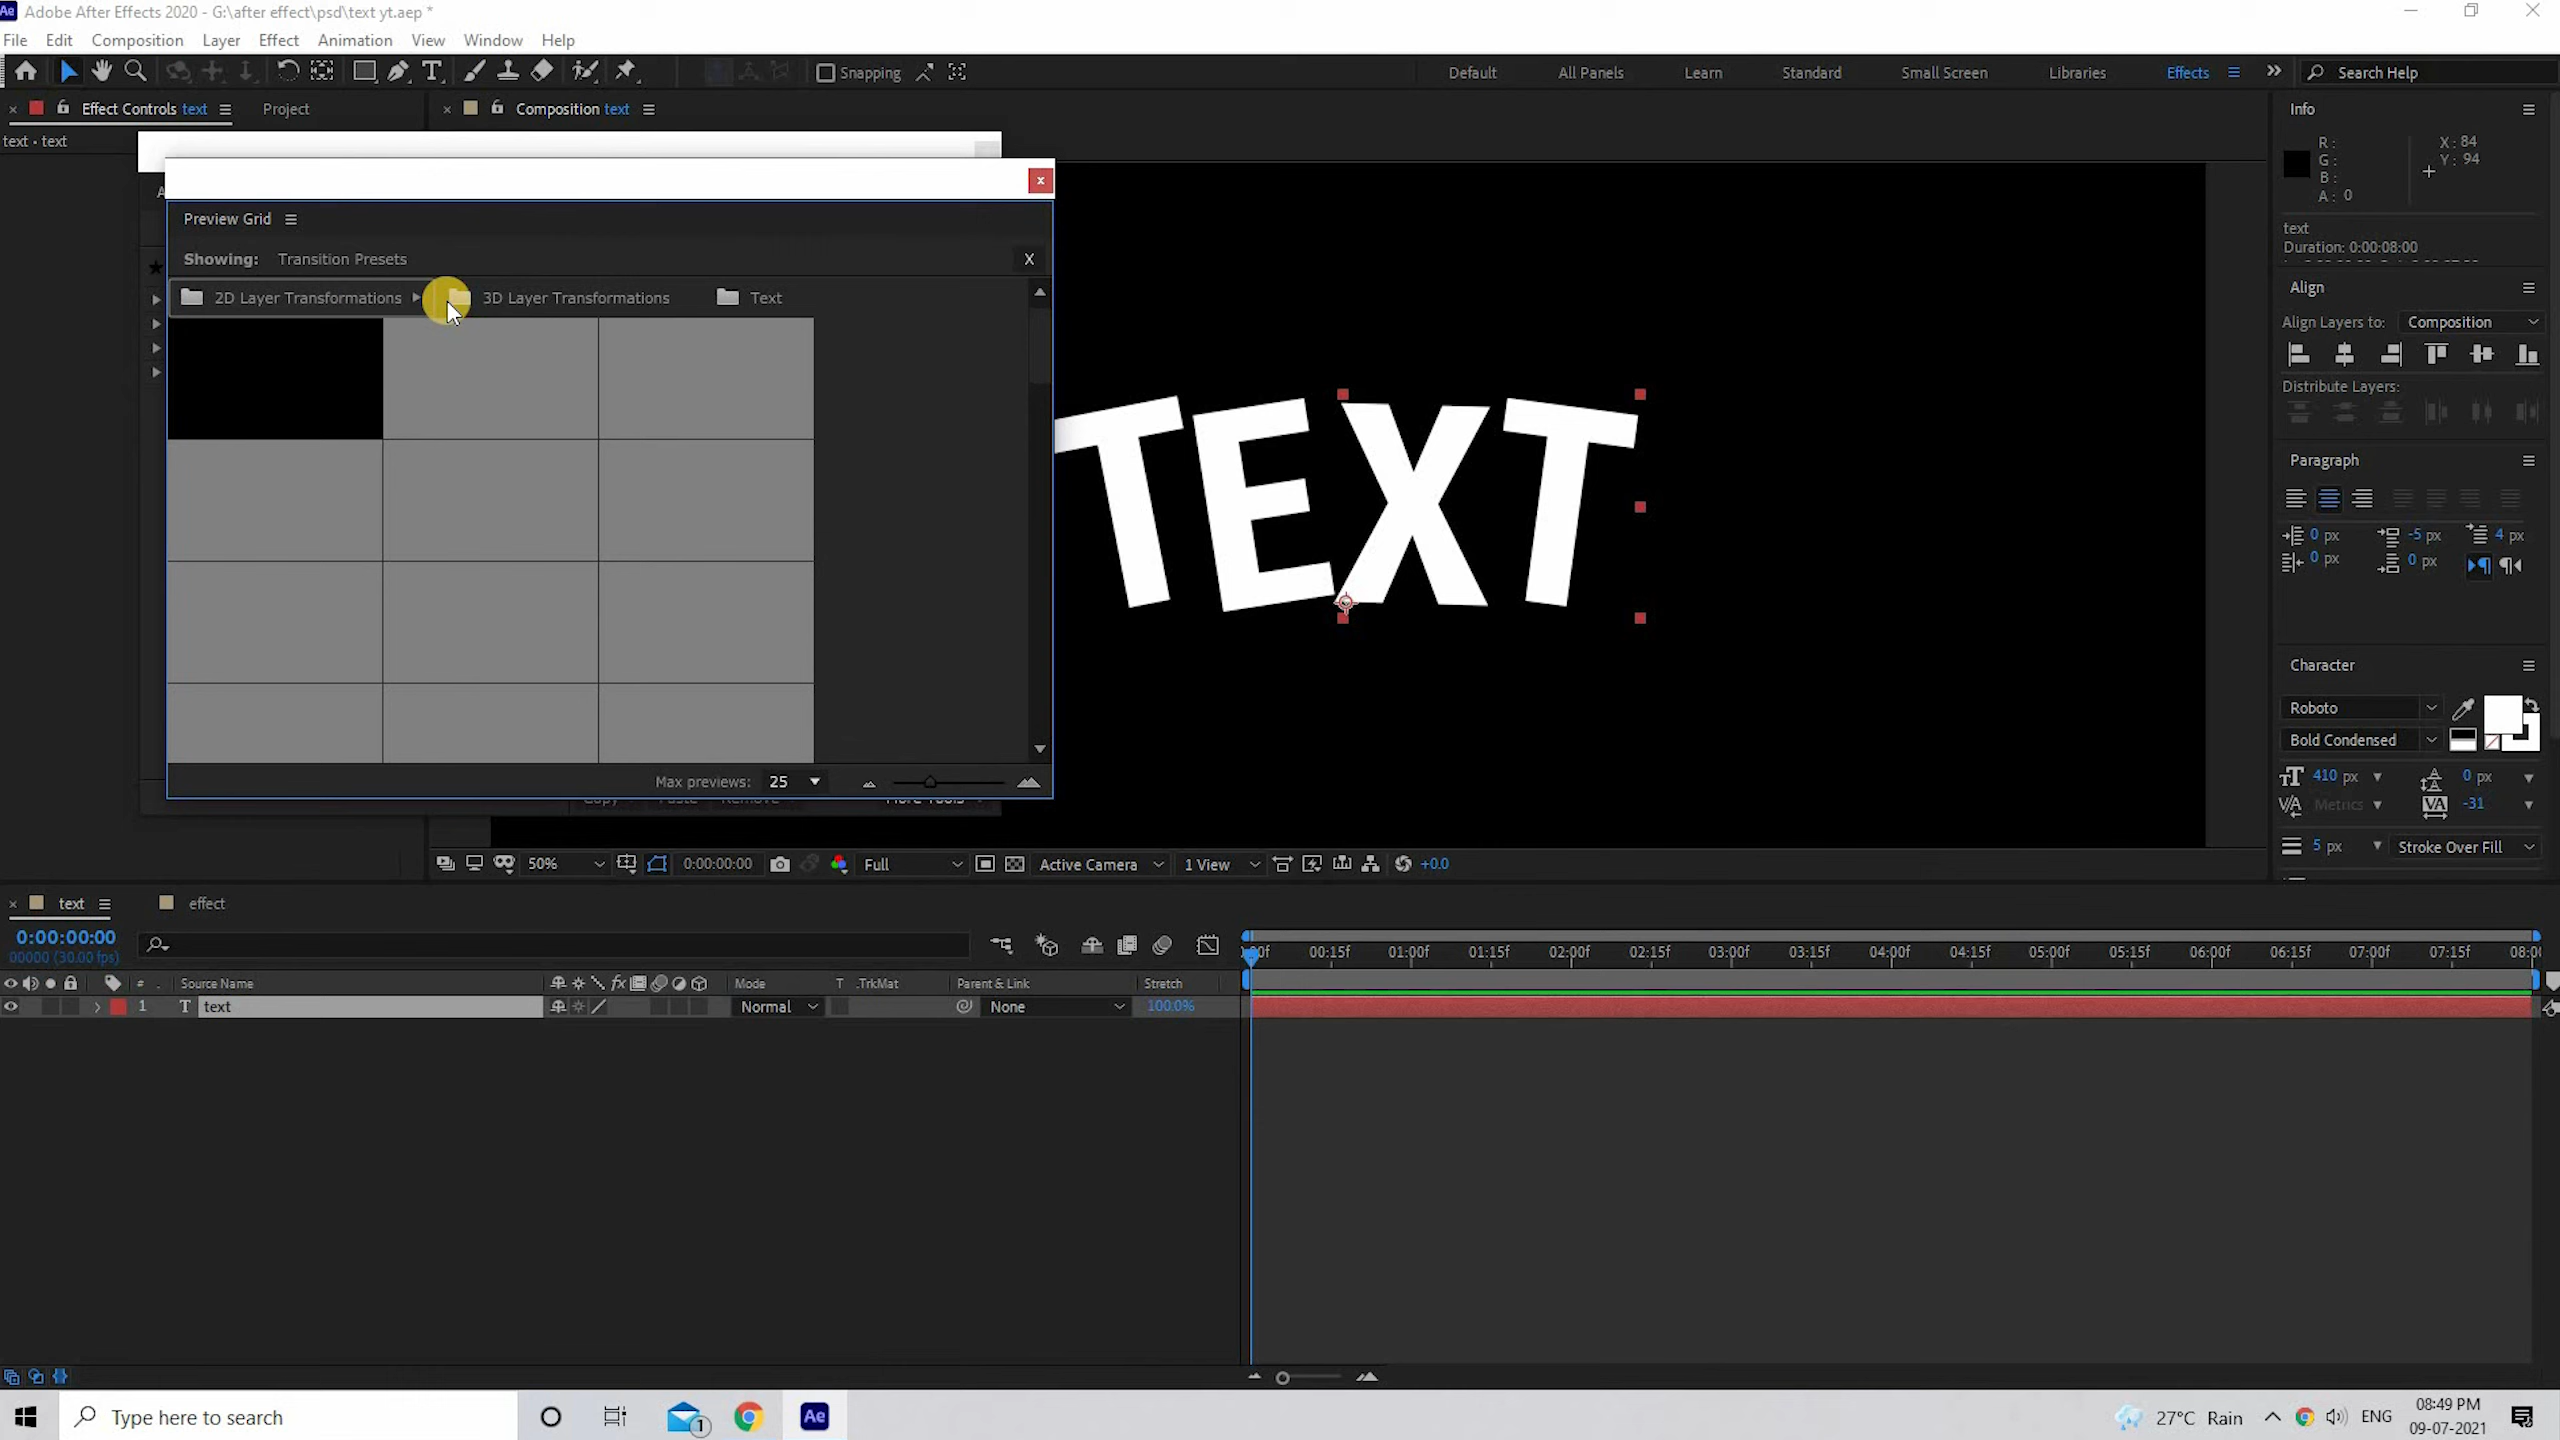 Adobe After Effects 2020 - G:\after effect\psd\text yt.aep *
File Edit Composition Layer Effect Animation View Window Help
Snapping Default All Panels Learn Standard Small Screen Libraries Effects Search Help
Effect Controls text Project Composition text Info
text • text
R: X: 84
G: Y: 94
B:
A: 0
Preview Grid
Showing: Transition Presets X
2D Layer Transformations 3D Layer Transformations Text
text
Duration: 0:00:08:00
Align
Align Layers to: Composition
Distribute Layers:
TEXT
Paragraph
0 px -5 px 4 px
0 px 0 px
Character
Roboto
Bold Condensed
410 px 0 px
Metrics -31
5 px Stroke Over Fill
Max previews: 25
50% 0:00:00:00 Full Active Camera 1 View +0.0
text effect
0:00:00:00
00000 (30.00 fps)
00:15f 01:00f 01:15f 02:00f 02:15f 03:00f 03:15f 04:00f 04:15f 05:00f 05:15f 06:00f 06:15f 07:00f 07:15f
# Source Name Mode T .TrkMat Parent & Link Stretch
1 T text Normal None 100.0%
Type here to search Ae 27°C Rain ENG 08:49 PM
09-07-2021